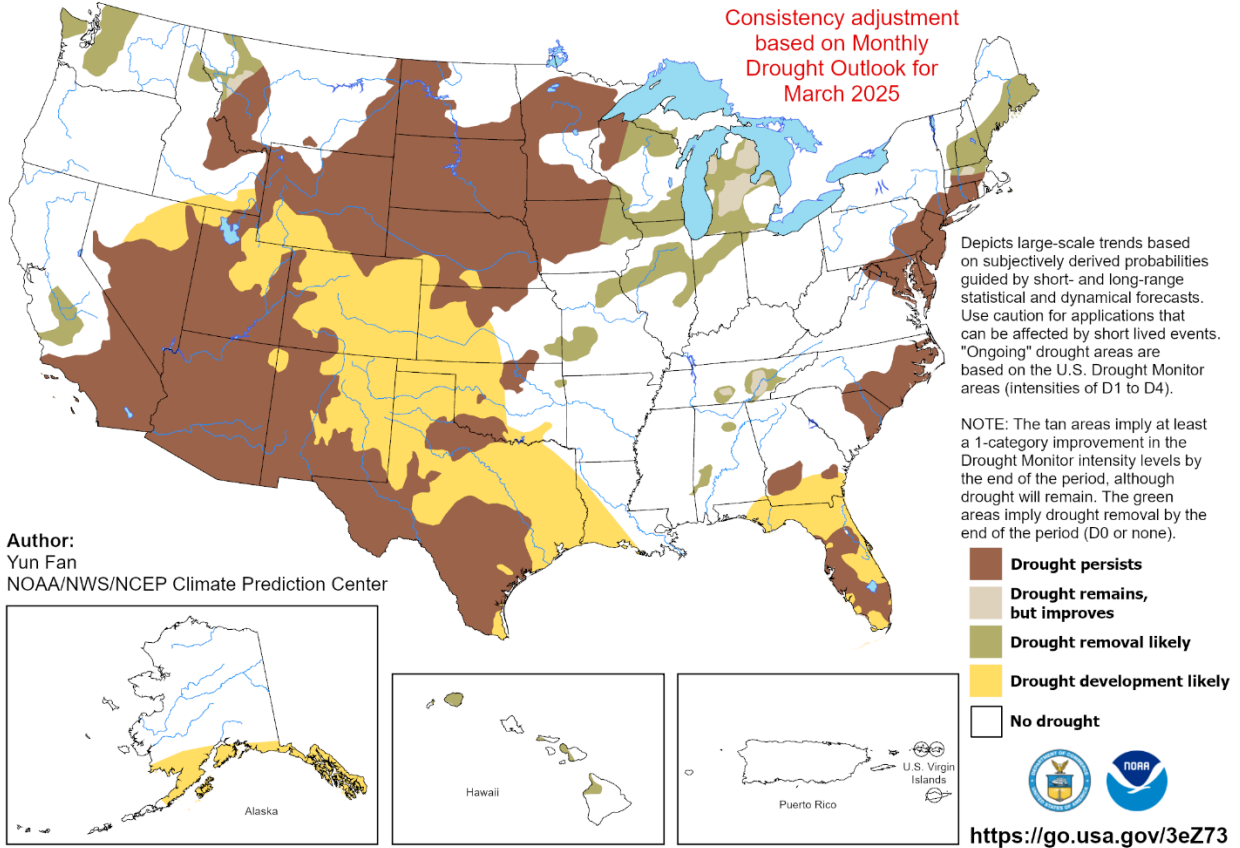 Consistency adjustment
based on Monthly
Drought Outlook for
March 2025
Depicts large-scale trends based
on subjectively derived probabilities
guided by short- and long-range
statistical and dynamical forecasts.
Use caution for applications that
can be affected by short lived events.
"Ongoing" drought areas are
based on the U.S. Drought Monitor
areas (intensities of D1 to D4).
NOTE: The tan areas imply at least
a 1-category improvement in the
Drought Monitor intensity levels by
the end of the period, although
drought will remain. The green
areas imply drought removal by the
end of the period (D0 or none).
Author:
Yun Fan
NOAA/NWS/NCEP Climate Prediction Center
Drought persists
Drought remains,
but improves
Drought removal likely
Drought development likely
No drought
Alaska
Hawaii
Puerto Rico
U.S. Virgin
Islands
NOAA
https://go.usa.gov/3eZ73